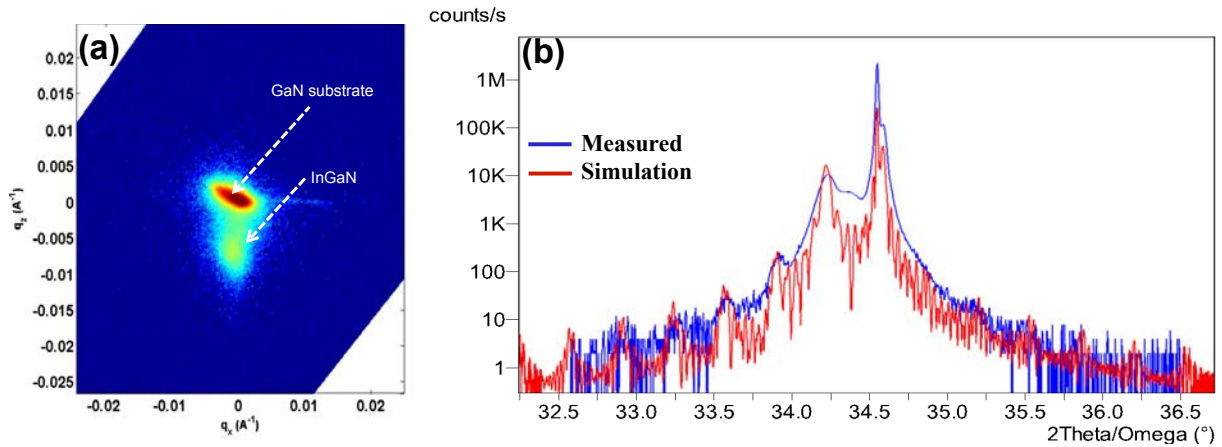 (a)
GaN substrate
InGaN
0.02
0.015
0.01
0.005
0
-0.005
-0.01
-0.015
-0.02
-0.025
q_z (A^-1)
-0.02
-0.01
0
0.01
0.02
q_x (A^-1)
counts/s
(b)
1M
100K
10K
1K
100
10
1
Measured
Simulation
32.5
33.0
33.5
34.0
34.5
35.0
35.5
36.0
36.5
2Theta/Omega (°)